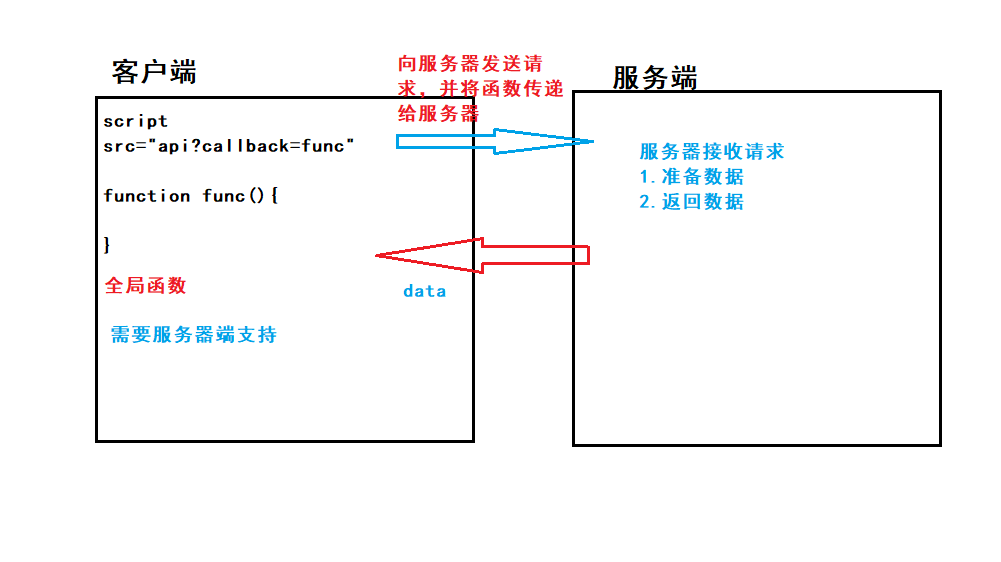 客户端
script
src="api?callback=func"
function func(){
}
全局函数
需要服务器端支持
向服务器发送请
求，并将函数传递
给服务器
data
服务端
服务器接收请求
1.准备数据
2.返回数据